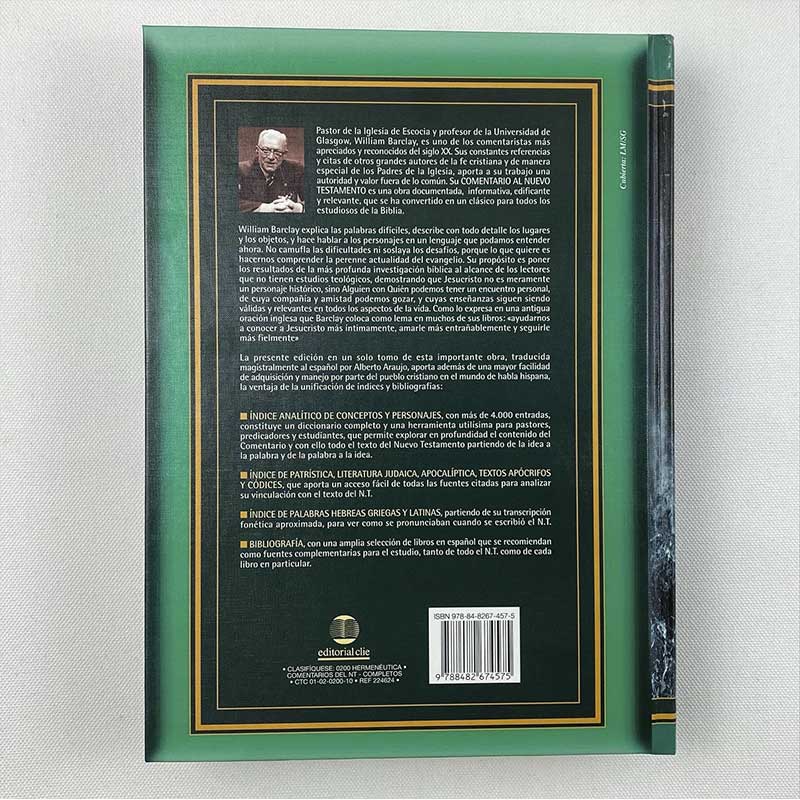 Pastor de la Iglesia de Escocia y profesor de la Universidad de
Glasgow, William Barclay, es uno de los comentaristas más
apreciados y reconocidos del siglo XX. Sus constantes referencias
y citas de otros grandes autores de la fe cristiana y de manera
especial de los Padres de la Iglesia, aporta a su trabajo una
autoridad y valor fuera de lo común. Su COMENTARIO AL NUEVO
TESTAMENTO es una obra documentada, informativa, edificante
y relevante, que se ha convertido en un clásico para todos los
estudiosos de la Biblia.
William Barclay explica las palabras difíciles, describe con todo detalle los lugares
y los objetos, y hace hablar a los personajes en un lenguaje que podamos entender
ahora. No camufla las dificultades ni soslaya los desafíos, porque lo que quiere es
hacernos comprender la perenne actualidad del evangelio. Su propósito es poner
los resultados de la más profunda investigación bíblica al alcance de los lectores
que no tienen estudios teológicos, demostrando que Jesucristo no es meramente
un personaje histórico, sino Alguien con Quién podemos tener un encuentro personal,
de cuya compañía y amistad podemos gozar, y cuyas enseñanzas siguen siendo
válidas y relevantes en todos los aspectos de la vida. Como lo expresa en una antigua
oración inglesa que Barclay coloca como lema en muchos de sus libros: «ayudarnos
a conocer a Jesucristo más íntimamente, amarle más entrañablemente y seguirle
más fielmente»
La presente edición en un solo tomo de esta importante obra, traducida
magistralmente al español por Alberto Araujo, aporta además de una mayor facilidad
de adquisición y manejo por parte del pueblo cristiano en el mundo de habla hispana,
la ventaja de la unificación de índices y bibliografías:
ÍNDICE ANALÍTICO DE CONCEPTOS Y PERSONAJES, con más de 4.000 entradas,
constituye un diccionario completo y una herramienta utilísima para pastores,
predicadores y estudiantes, que permite explorar en profundidad el contenido del
Comentario y con ello todo el texto del Nuevo Testamento partiendo de la idea a
la palabra y de la palabra a la idea.
ÍNDICE DE PATRÍSTICA, LITERATURA JUDAICA, APOCALÍPTICA, TEXTOS APÓCRIFOS
Y CÓDICES, que aporta un acceso fácil de todas las fuentes citadas para analizar
su vinculación con el texto del N.T.
ÍNDICE DE PALABRAS HEBREAS GRIEGAS Y LATINAS, partiendo de su transcripción
fonética aproximada, para ver como se pronunciaban cuando se escribió el N.T.
BIBLIOGRAFÍA, con una amplia selección de libros en español que se recomiendan
como fuentes complementarias para el estudio, tanto de todo el N.T. como de cada
libro en particular.
editorial clie
• CLASIFÍQUESE: 0200 HERMENÉUTICA •
COMENTARIOS DEL NT - COMPLETOS
• CTC 01-02-0200-10 • REF 224624 •
ISBN 978-84-8267-457-5
9 788482 674575
Cubierta: LM/SG